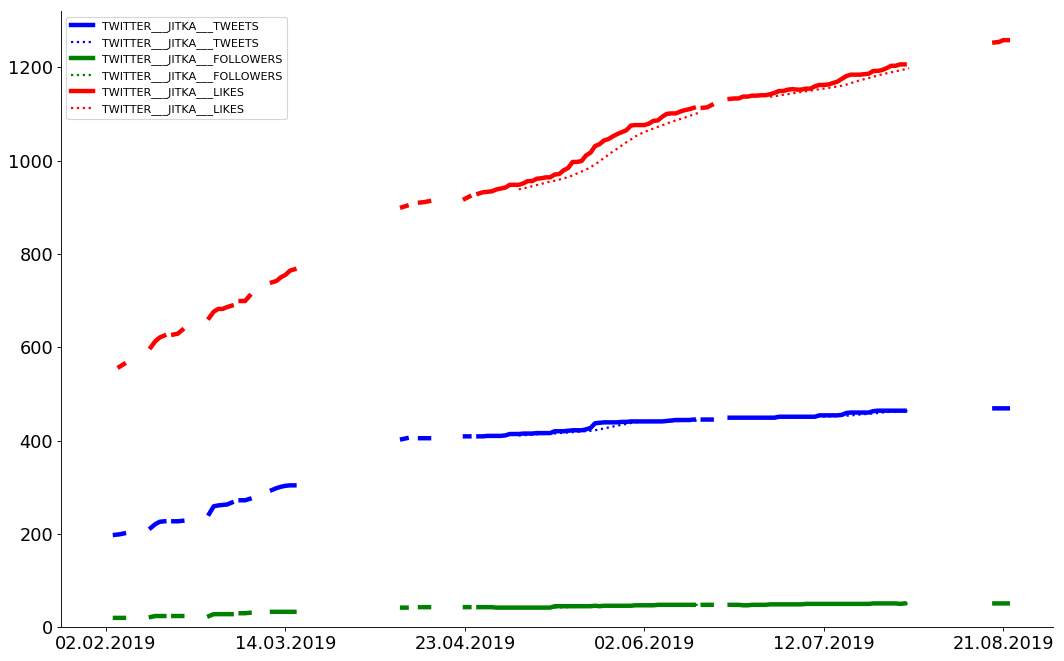 TWITTER___JITKA___TWEETS
TWITTER___JITKA___TWEETS
TWITTER___JITKA___FOLLOWERS
TWITTER___JITKA___FOLLOWERS
TWITTER___JITKA___LIKES
TWITTER___JITKA___LIKES
1200
1000
800
600
400
200
0
02.02.2019 14.03.2019 23.04.2019 02.06.2019 12.07.2019 21.08.2019